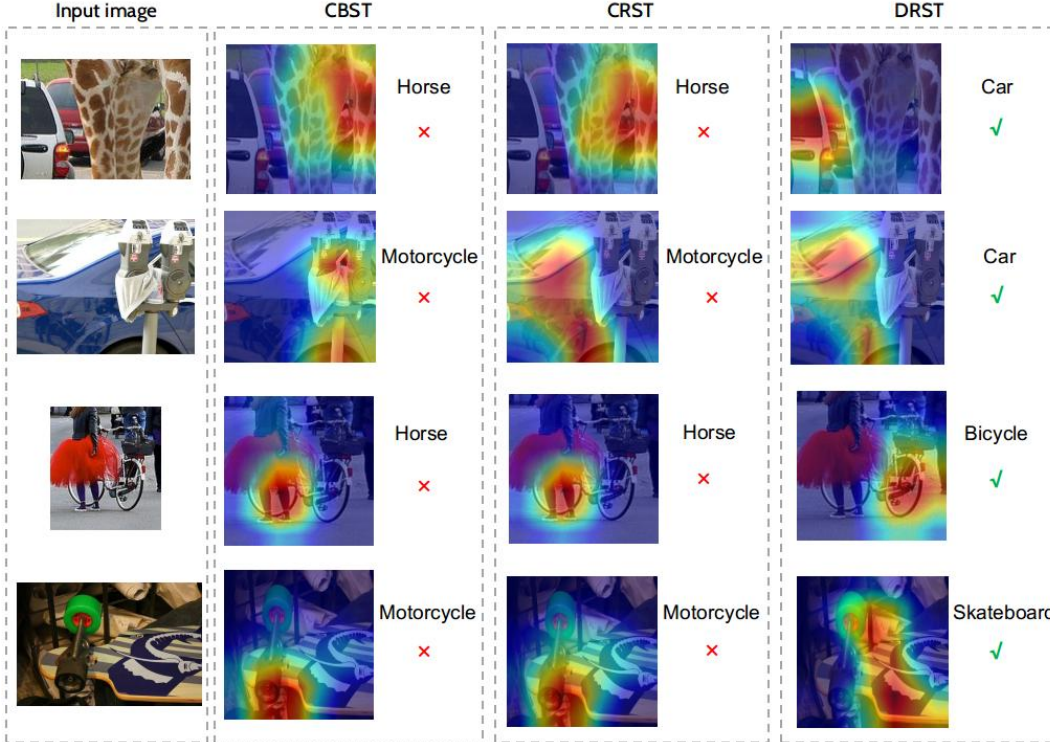 Input image CBST CRST DRST
Horse Horse Car
× × √
Motorcycle Motorcycle Car
× × √
Horse Horse Bicycle
× × √
Motorcycle Motorcycle Skateboard
× × √